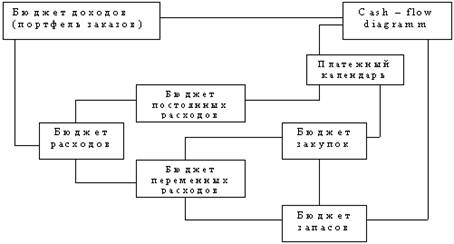 Бюджет доходов
(портфель заказов)
Cash – flow
diagramm
Платежный
календарь
Бюджет
постоянных
расходов
Бюджет
расходов
Бюджет
закупок
Бюджет
переменных
расходов
Бюджет
запасов